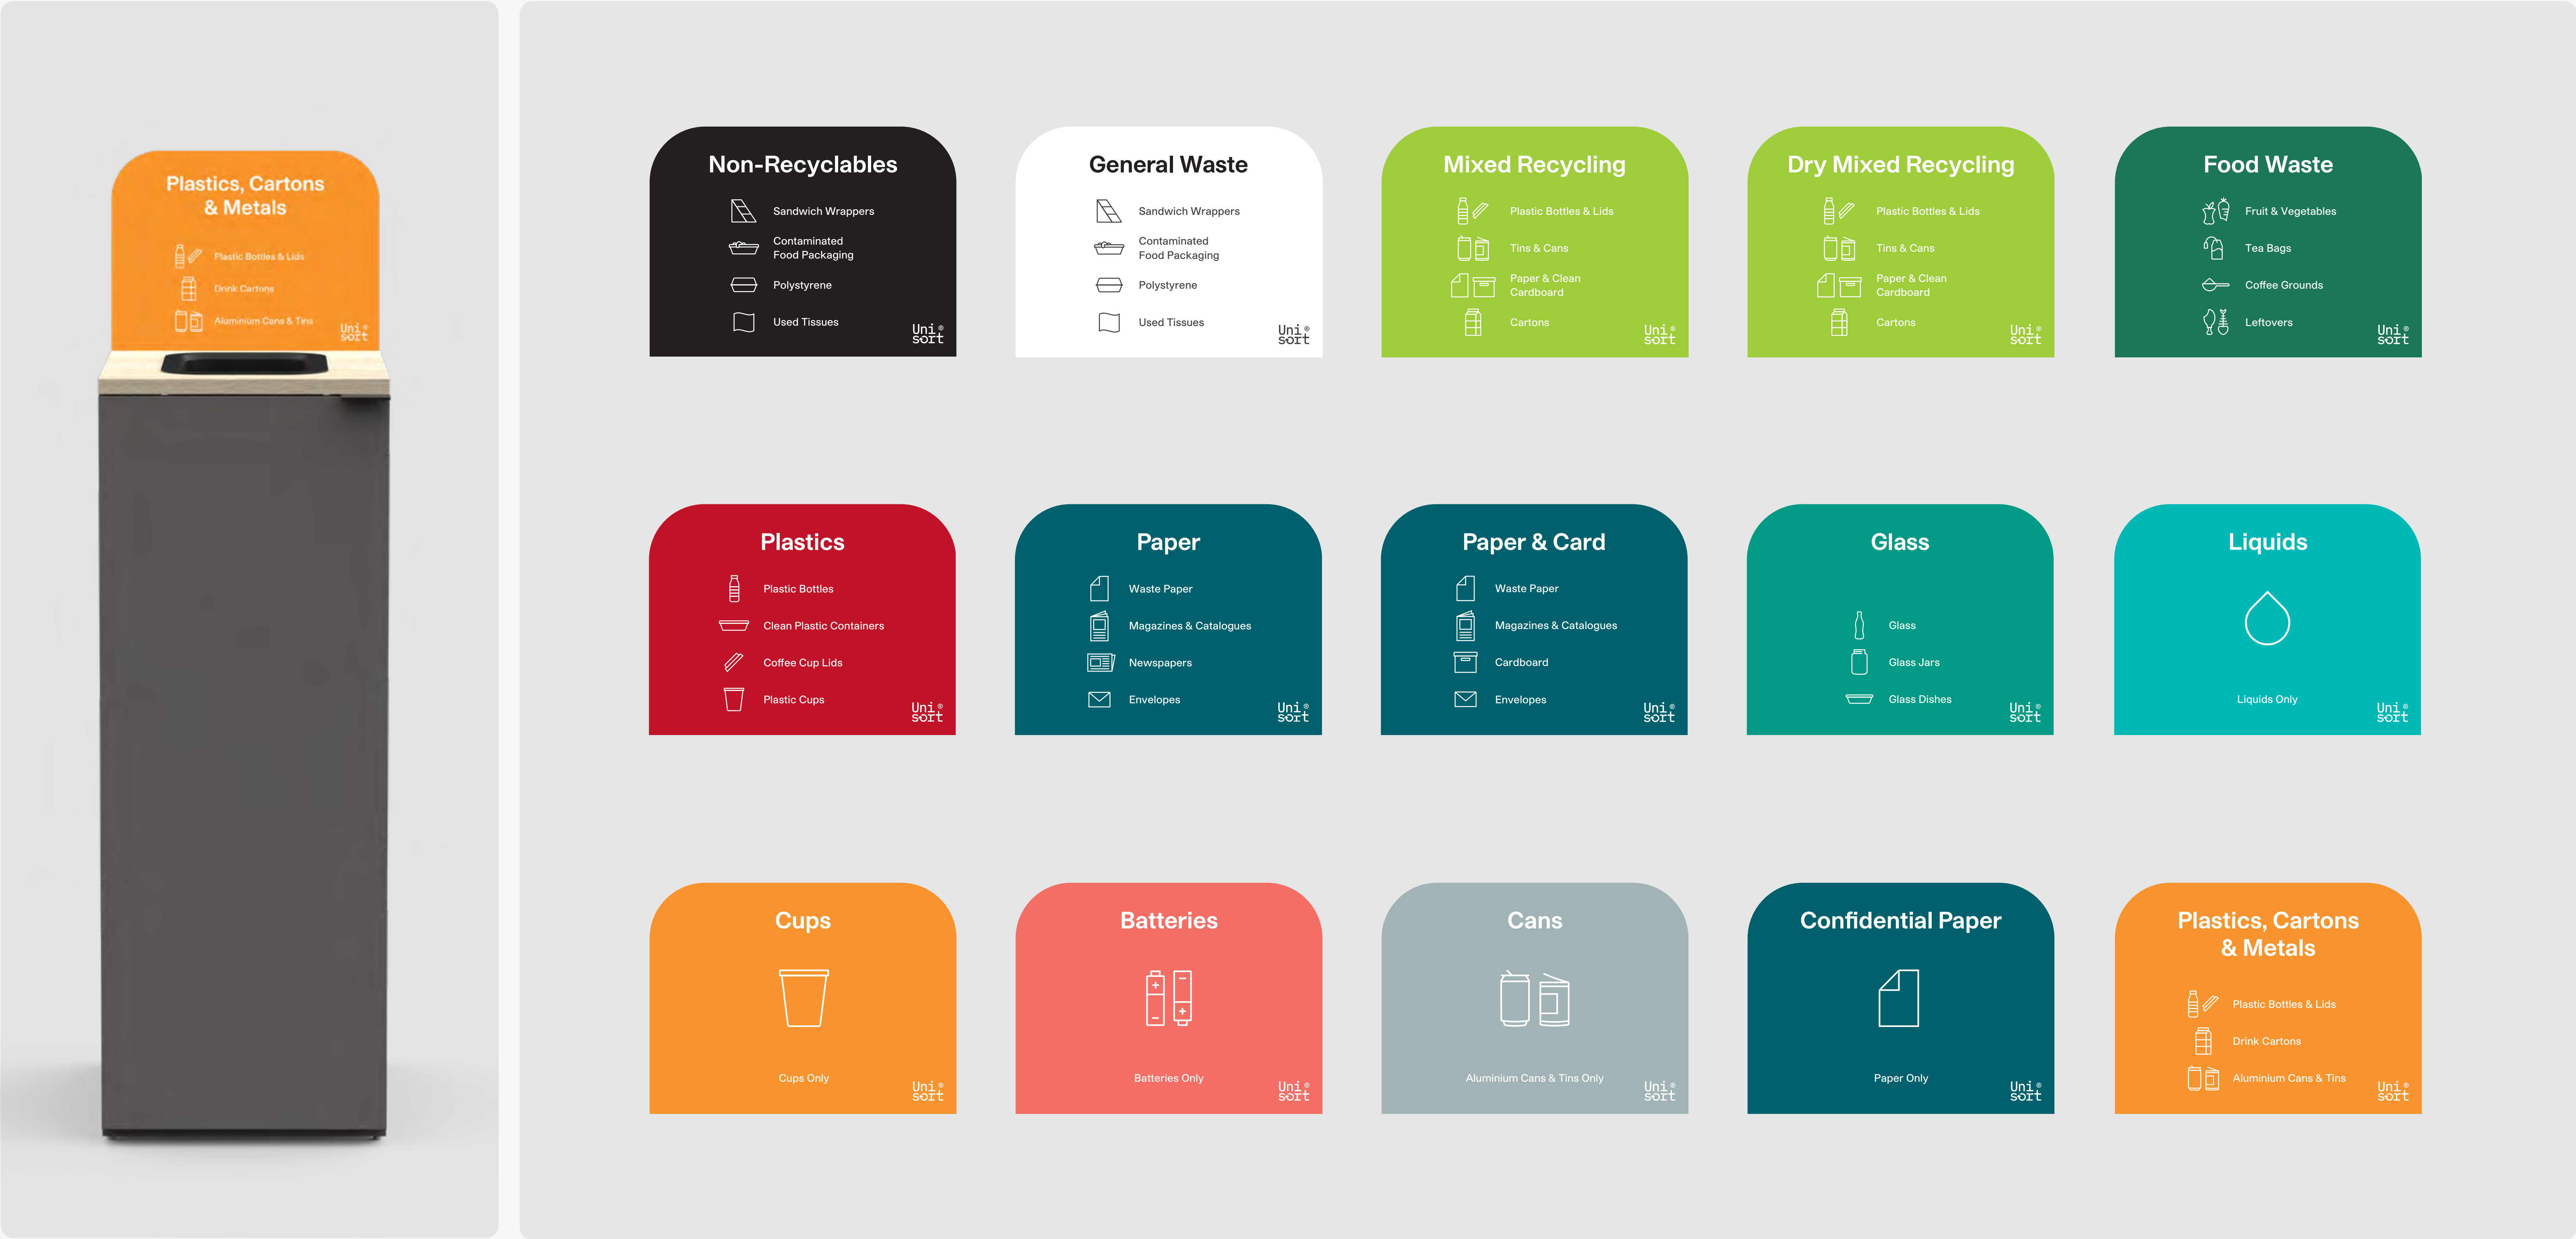 Plastics, Cartons
& Metals
Plastic Bottles & Lids
Drink Cartons
Aluminium Cans & Tins
Uni®
sort
Non-Recyclables
Sandwich Wrappers
Contaminated
Food Packaging
Polystyrene
Used Tissues
Uni®
sort
General Waste
Sandwich Wrappers
Contaminated
Food Packaging
Polystyrene
Used Tissues
Uni®
sort
Mixed Recycling
Plastic Bottles & Lids
Tins & Cans
Paper & Clean
Cardboard
Cartons
Uni®
sort
Dry Mixed Recycling
Plastic Bottles & Lids
Tins & Cans
Paper & Clean
Cardboard
Cartons
Uni®
sort
Food Waste
Fruit & Vegetables
Tea Bags
Coffee Grounds
Leftovers
Uni®
sort
Plastics
Plastic Bottles
Clean Plastic Containers
Coffee Cup Lids
Plastic Cups
Uni®
sort
Paper
Waste Paper
Magazines & Catalogues
Newspapers
Envelopes
Uni®
sort
Paper & Card
Waste Paper
Magazines & Catalogues
Cardboard
Envelopes
Uni®
sort
Glass
Glass
Glass Jars
Glass Dishes
Uni®
sort
Liquids
Liquids Only
Uni®
sort
Cups
Cups Only
Uni®
sort
Batteries
Batteries Only
Uni®
sort
Cans
Aluminium Cans & Tins Only
Uni®
sort
Confidential Paper
Paper Only
Uni®
sort
Plastics, Cartons
& Metals
Plastic Bottles & Lids
Drink Cartons
Aluminium Cans & Tins
Uni®
sort